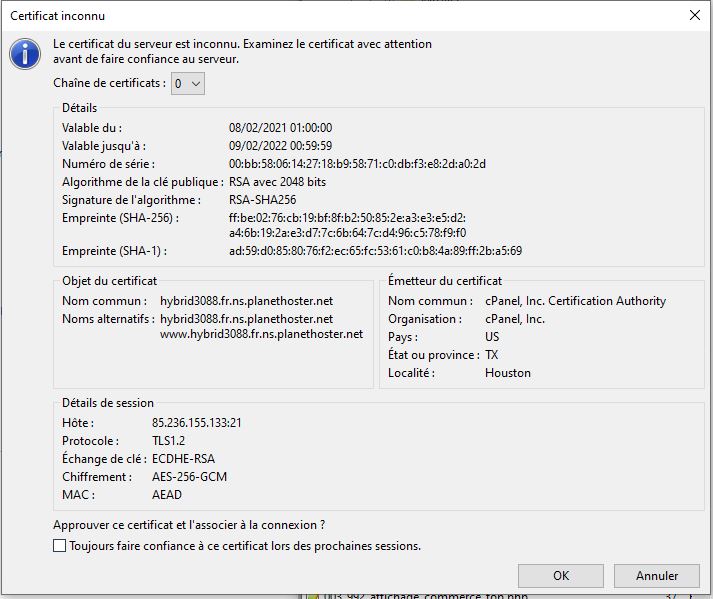 Certificat inconnu
Le certificat du serveur est inconnu. Examinez le certificat avec attention
avant de faire confiance au serveur.
Chaîne de certificats : 0
Détails
Valable du : 08/02/2021 01:00:00
Valable jusqu'à : 09/02/2022 00:59:59
Numéro de série : 00:bb:58:06:14:27:18:b9:58:71:c0:db:f3:e8:2d:a0:2d
Algorithme de la clé publique : RSA avec 2048 bits
Signature de l'algorithme : RSA-SHA256
Empreinte (SHA-256) : ff:be:02:76:cb:19:bf:8f:b2:50:85:2e:a3:e3:e5:d2:
a4:6b:19:2a:e3:d7:7c:6b:64:7c:d4:96:c5:78:f9:f0
Empreinte (SHA-1) : ad:59:d0:85:80:76:f2:ec:65:fc:53:61:c0:b8:4a:89:ff:2b:a5:69
Objet du certificat
Nom commun : hybrid3088.fr.ns.planethoster.net
Noms alternatifs : hybrid3088.fr.ns.planethoster.net
www.hybrid3088.fr.ns.planethoster.net
Émetteur du certificat
Nom commun : cPanel, Inc. Certification Authority
Organisation : cPanel, Inc.
Pays : US
État ou province : TX
Localité : Houston
Détails de session
Hôte : 85.236.155.133:21
Protocole : TLS1.2
Échange de clé : ECDHE-RSA
Chiffrement : AES-256-GCM
MAC : AEAD
Approuver ce certificat et l'associer à la connexion ?
Toujours faire confiance à ce certificat lors des prochaines sessions.
OK
Annuler